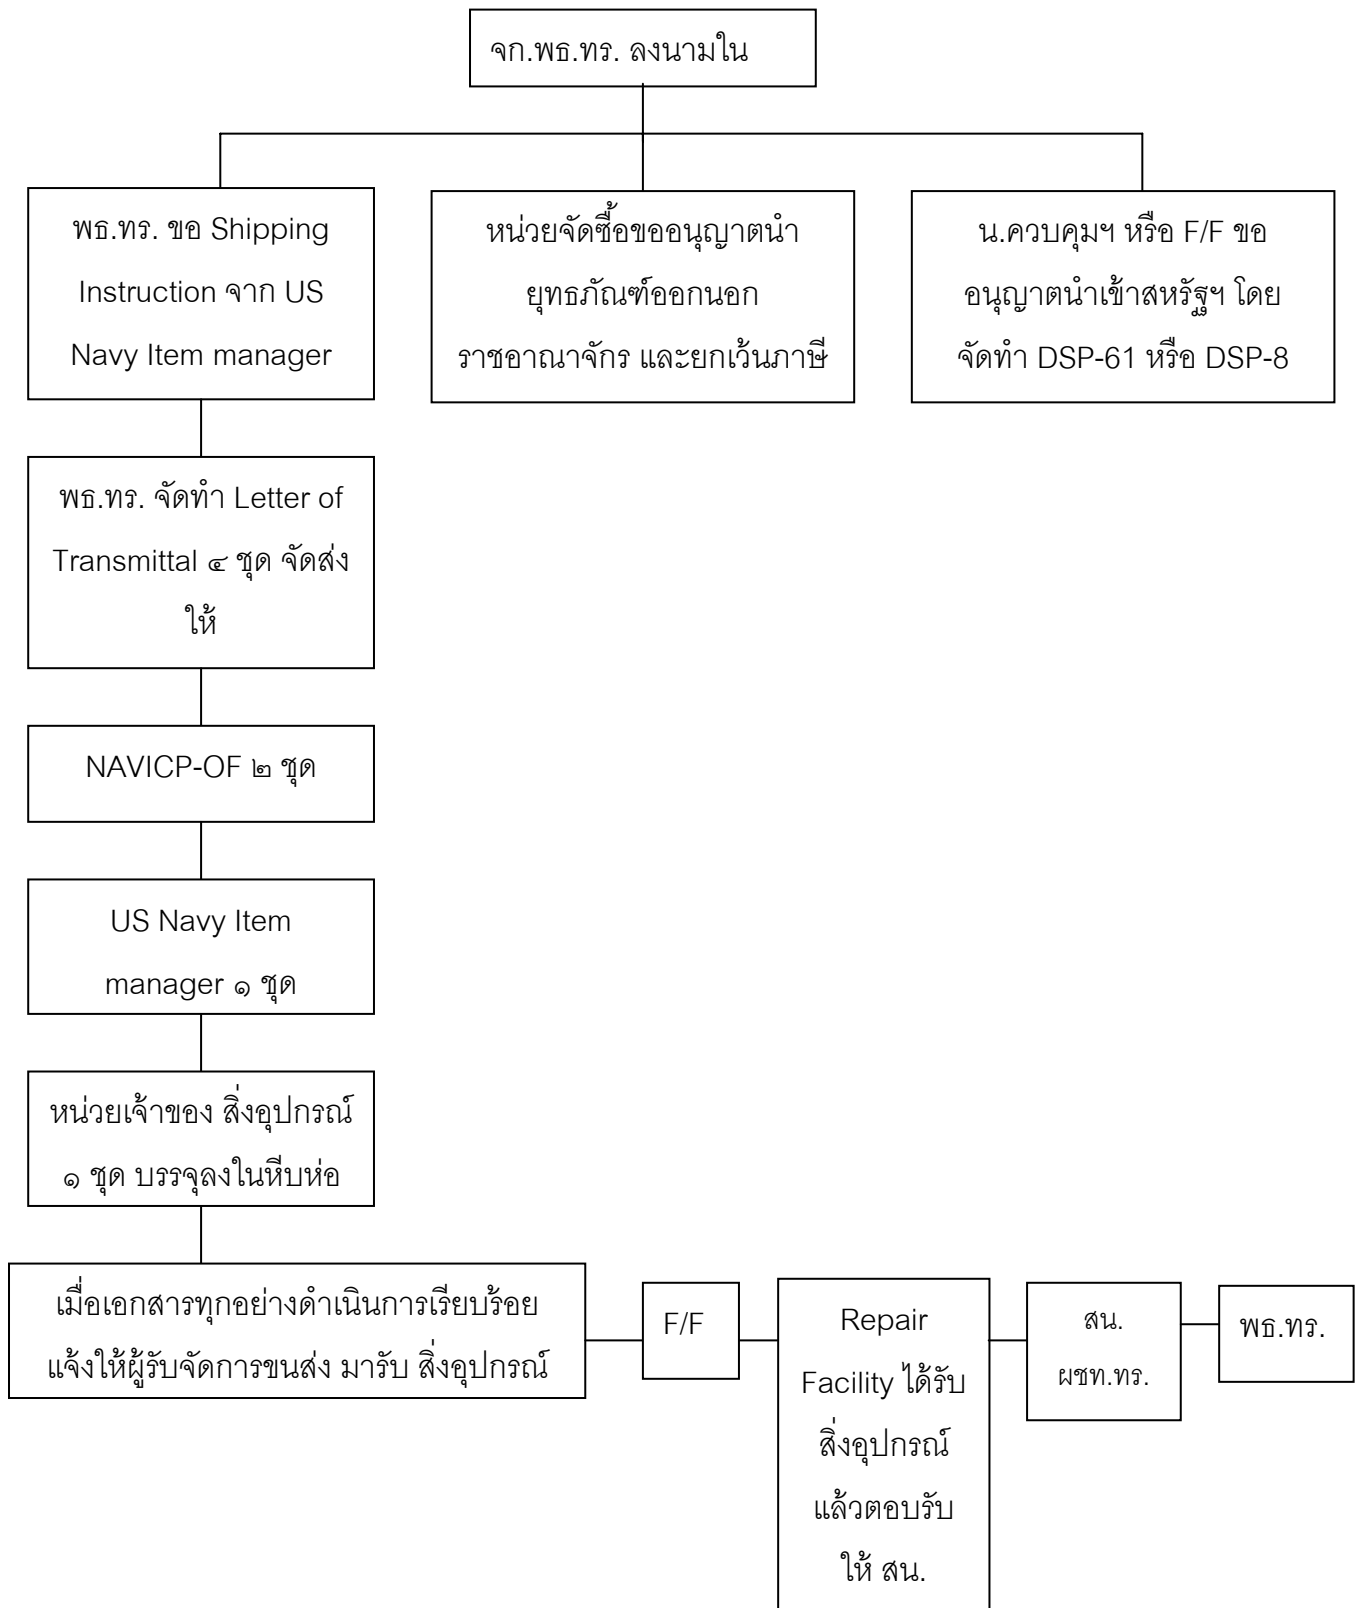 จก.พธ.ทร. ลงนามใน
พธ.ทร. ขอ Shipping
Instruction จาก US
Navy Item manager
หน่วยจัดซื้อขออนุญาตนำ
ยุทธภัณฑ์ออกนอก
ราชอาณาจักร และยกเว้นภาษี
น.ควบคุมฯ หรือ F/F ขอ
อนุญาตนำเข้าสหรัฐฯ โดย
จัดทำ DSP-61 หรือ DSP-8
พธ.ทร. จัดทำ Letter of
Transmittal ๔ ชุด จัดส่ง
ให้
NAVICP-OF ๒ ชุด
US Navy Item
manager ๑ ชุด
หน่วยเจ้าของ สิ่งอุปกรณ์
๑ ชุด บรรจุลงในหีบห่อ
เมื่อเอกสารทุกอย่างดำเนินการเรียบร้อย
แจ้งให้ผู้รับจัดการขนส่ง มารับ สิ่งอุปกรณ์
F/F
Repair
Facility ได้รับ
สิ่งอุปกรณ์
แล้วตอบรับ
ให้ สน.
สน.
ผชท.ทร.
พธ.ทร.